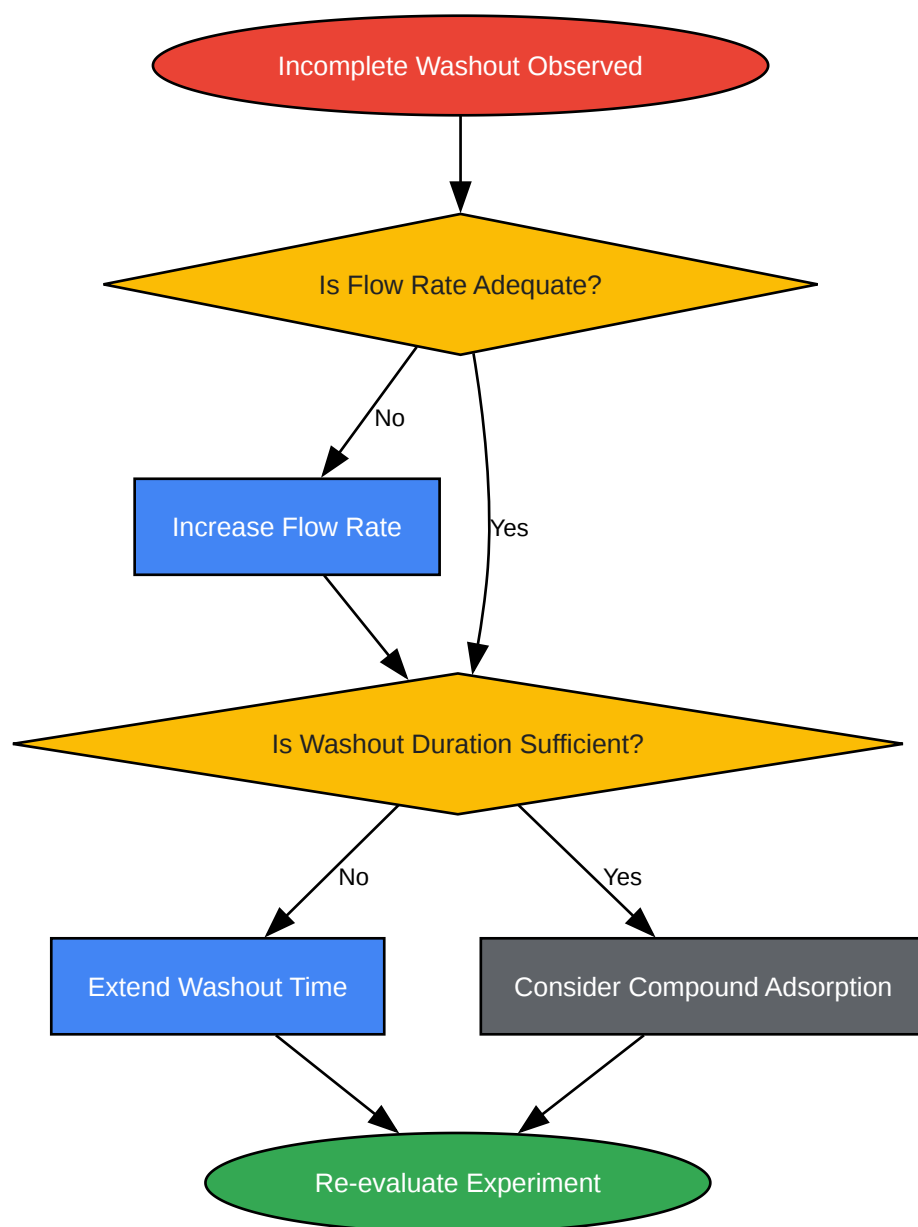 Incomplete Washout Observed
Is Flow Rate Adequate?
No
Increase Flow Rate
Yes
Is Washout Duration Sufficient?
No
Yes
Extend Washout Time
Consider Compound Adsorption
Re-evaluate Experiment